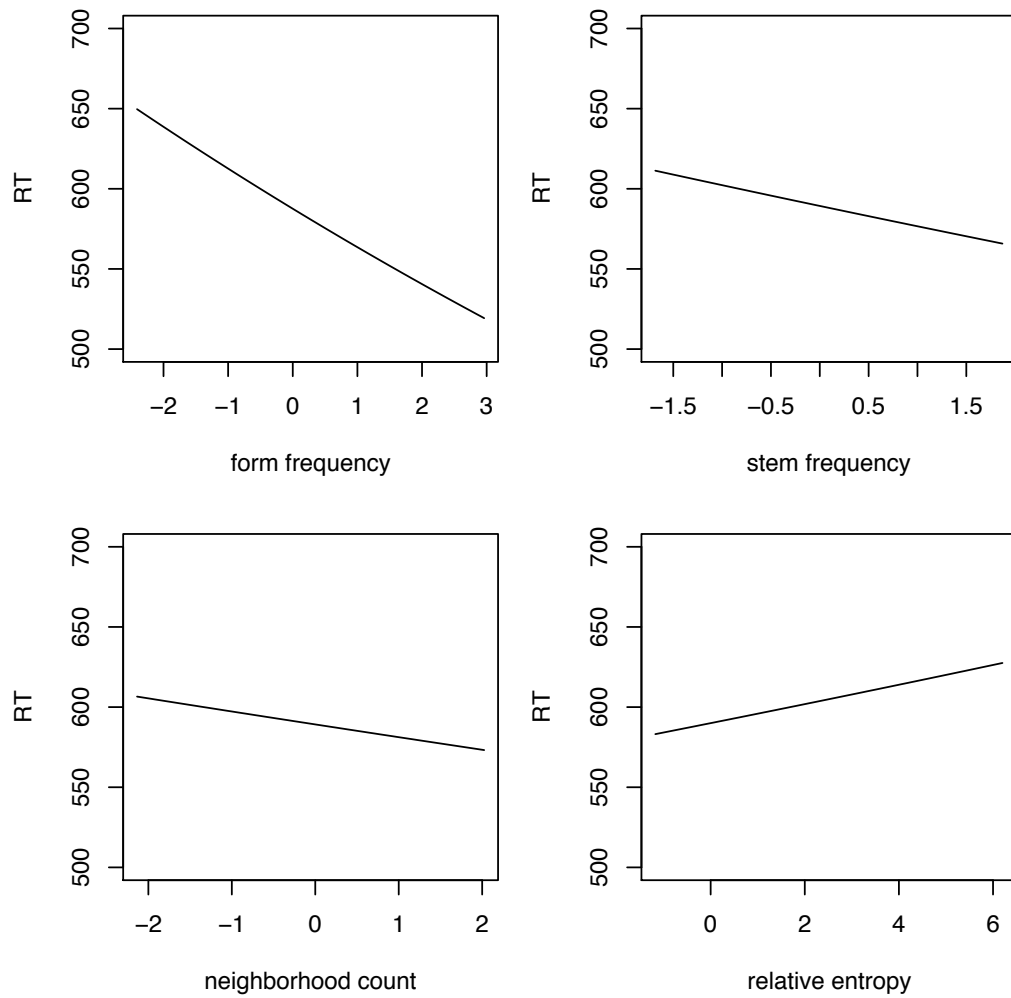 RT
700
650
600
550
500
−2 −1 0 1 2 3
form frequency
RT
700
650
600
550
500
−1.5 −0.5 0.5 1.5
stem frequency
RT
700
650
600
550
500
−2 −1 0 1 2
neighborhood count
RT
700
650
600
550
500
0 2 4 6
relative entropy